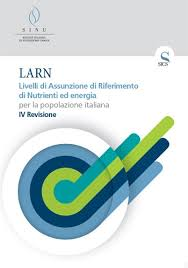 SINU
SICS
LARN
Livelli di Assunzione di Riferimento
di Nutrienti ed energia
per la popolazione italiana
IV Revisione